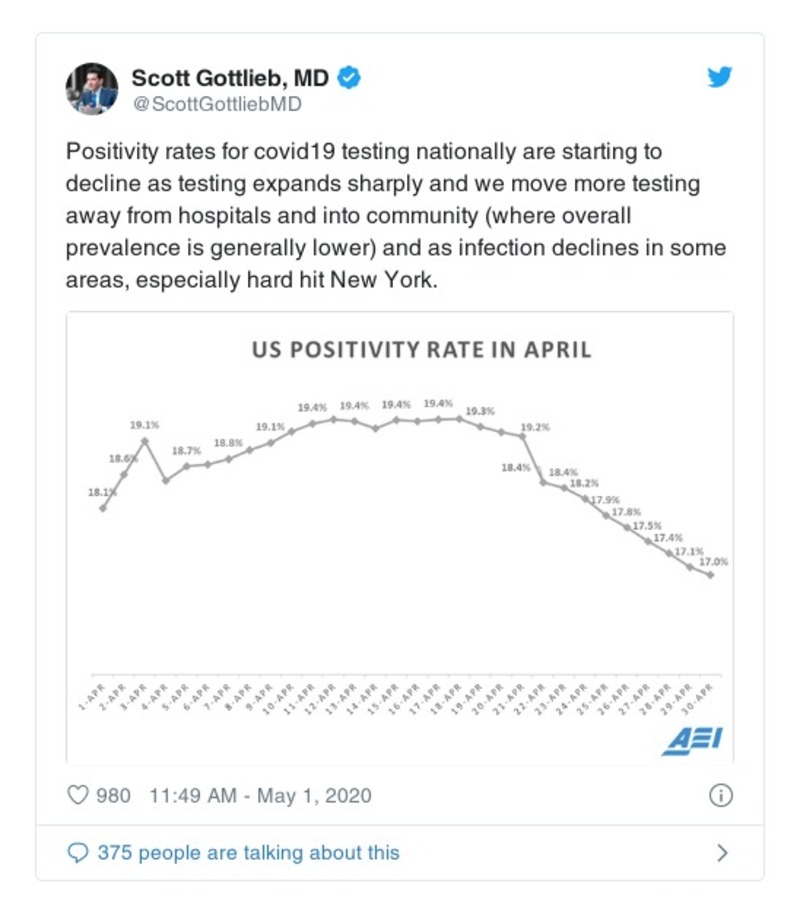 Scott Gottlieb, MD
@ScottGottliebMD
Positivity rates for covid19 testing nationally are starting to
decline as testing expands sharply and we move more testing
away from hospitals and into community (where overall
prevalence is generally lower) and as infection declines in some
areas, especially hard hit New York.
US POSITIVITY RATE IN APRIL
18.1% 18.6% 19.1% 18.7% 18.8% 19.1% 19.4% 19.4% 19.4% 19.4% 19.3% 19.2% 18.4% 18.4% 18.2% 17.9% 17.8% 17.5% 17.4% 17.1% 17.0%
1-APR 2-APR 3-APR 4-APR 5-APR 6-APR 7-APR 8-APR 9-APR 10-APR 11-APR 12-APR 13-APR 14-APR 15-APR 16-APR 17-APR 18-APR 19-APR 20-APR 21-APR 22-APR 23-APR 24-APR 25-APR 26-APR 27-APR 28-APR 29-APR 30-APR
AEI
980 11:49 AM - May 1, 2020
375 people are talking about this